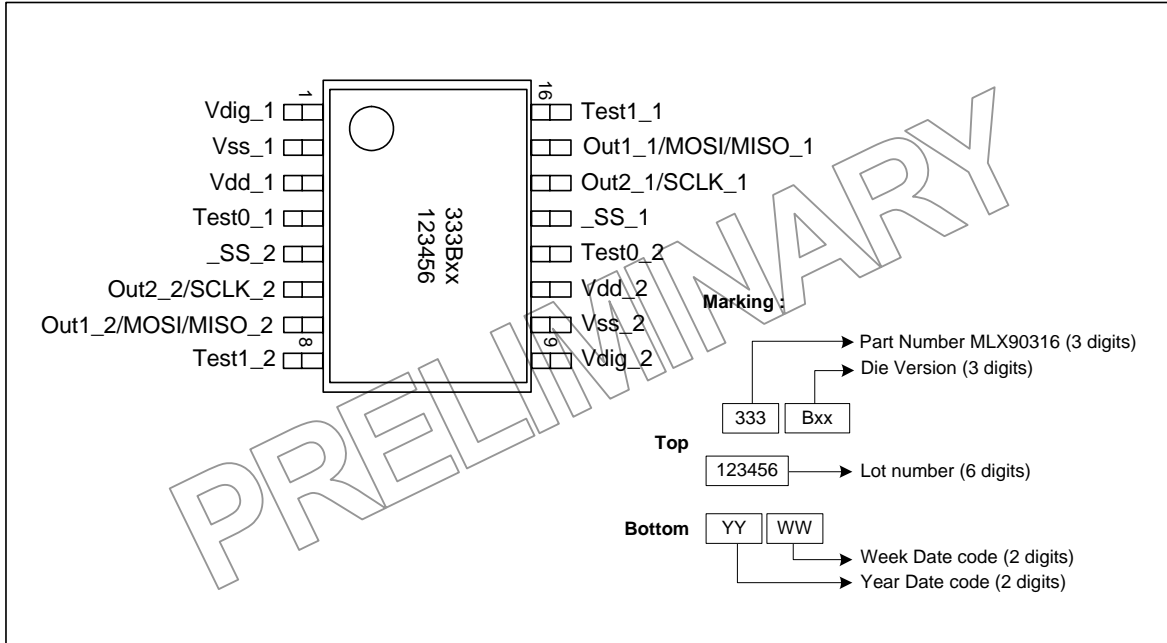 1
16
Vdig_1
Vss_1
Vdd_1
Test0_1
_SS_2
Out2_2/SCLK_2
Out1_2/MOSI/MISO_2
Test1_2
8
9
333Bxx
123456
Test1_1
Out1_1/MOSI/MISO_1
Out2_1/SCLK_1
_SS_1
Test0_2
Vdd_2
Vss_2
Vdig_2
PRELIMINARY
Marking :
Part Number MLX90316 (3 digits)
Die Version (3 digits)
333 Bxx
Top
123456 Lot number (6 digits)
Bottom YY WW
Week Date code (2 digits)
Year Date code (2 digits)